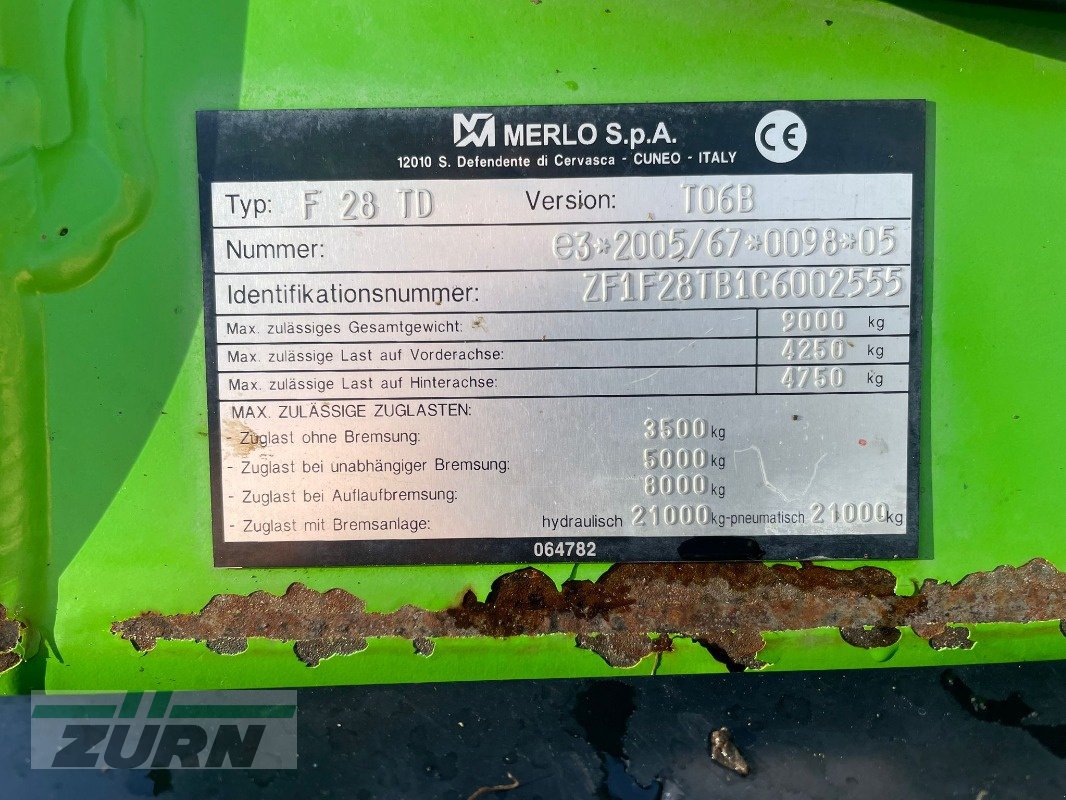 MERLO S.p.A.
CE
12010 S. Defendente di Cervasca - CUNEO - ITALY
Typ: F 28 TD Version: T06B
Nummer: e3*2005/67*0098*05
Identifikationsnummer: ZF1F28TB1C6002555
Max. zulässiges Gesamtgewicht: 9000 kg
Max. zulässige Last auf Vorderachse: 4250 kg
Max. zulässige Last auf Hinterachse: 4750 kg
MAX. ZULÄSSIGE ZUGLASTEN:
- Zuglast ohne Bremsung: 3500 kg
- Zuglast bei unabhängiger Bremsung: 5000 kg
- Zuglast bei Auflaufbremsung: 8000 kg
- Zuglast mit Bremsanlage: hydraulisch 21000 kg-pneumatisch 21000 kg
064782
ZÜRN